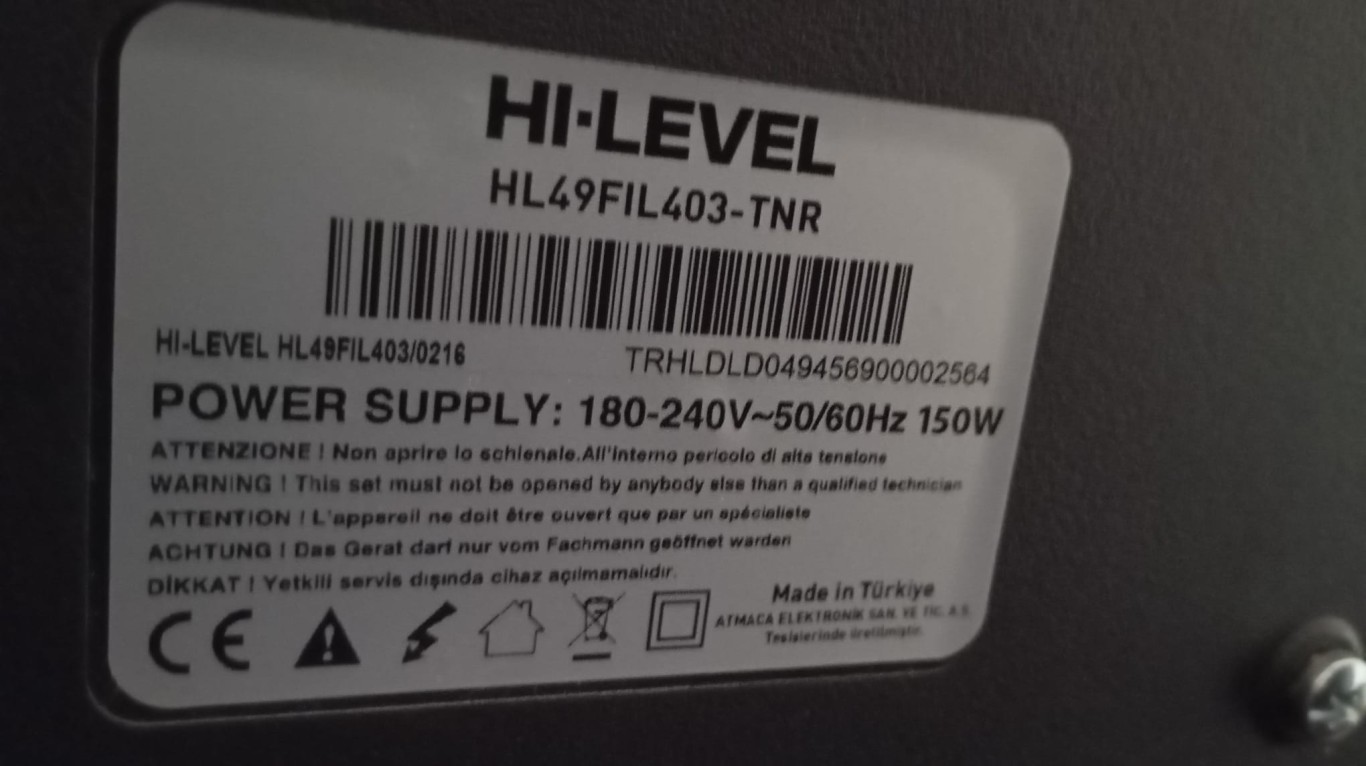 HI-LEVEL
HL49FIL403-TNR
HI-LEVEL HL49FIL403/0216 TRHLDLD049456900002564
POWER SUPPLY: 180-240V~50/60Hz 150W
ATTENZIONE ! Non aprire lo schienale.All'interno pericolo di alta tensione
WARNING ! This set must not be opened by anybody else than a qualified technician
ATTENTION ! L'appareil ne doit être ouvert que par un spécialiste
ACHTUNG ! Das Gerat darf nur vom Fachmann geöffnet warden
DİKKAT ! Yetkili servis dışında cihaz açılmamalıdır.
CE
Made in Türkiye
ATMACA ELEKTRONİK SAN. VE TİC. A.Ş.
Tesislerinde üretilmiştir.